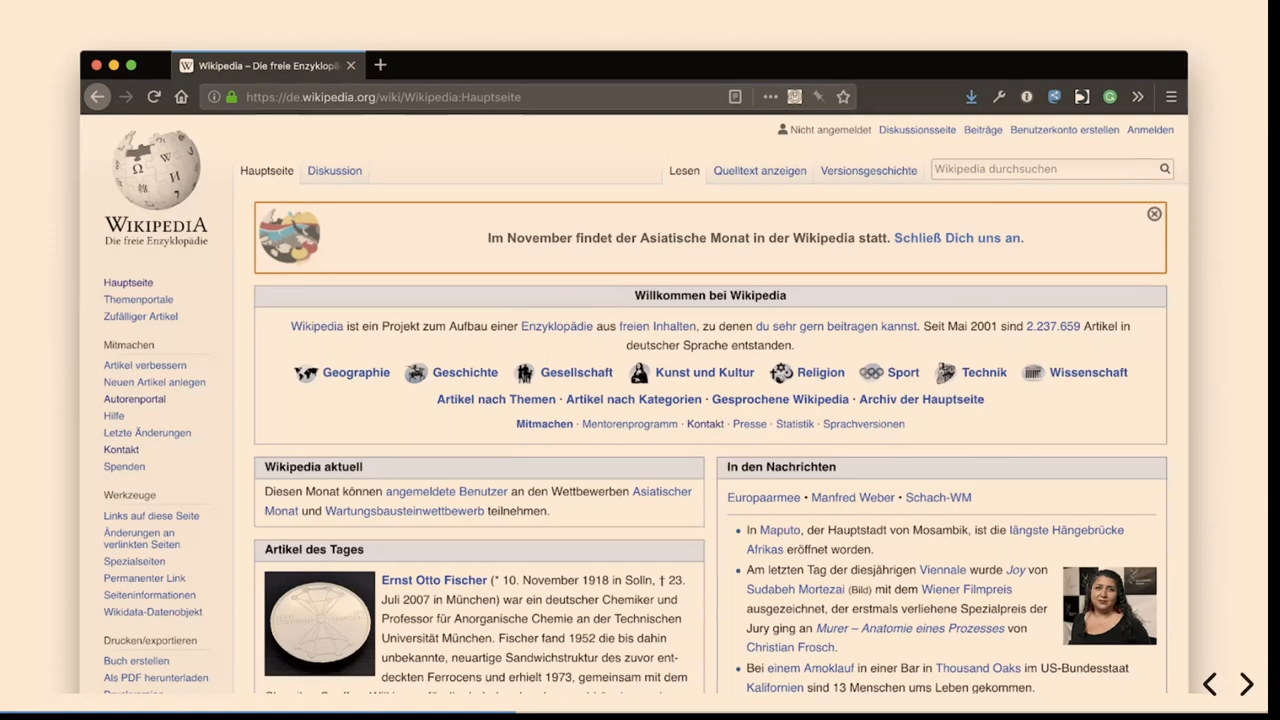 Wikipedia – Die freie Enzyklopä
https://de.wikipedia.org/wiki/Wikipedia:Hauptseite
Nicht angemeldet Diskussionsseite Beiträge Benutzerkonto erstellen Anmelden
Hauptseite Diskussion Lesen Quelltext anzeigen Versionsgeschichte Wikipedia durchsuchen
WIKIPEDIA
Die freie Enzyklopädie
Hauptseite
Themenportale
Zufälliger Artikel
Mitmachen
Artikel verbessern
Neuen Artikel anlegen
Autorenportal
Hilfe
Letzte Änderungen
Kontakt
Spenden
Werkzeuge
Links auf diese Seite
Änderungen an
verlinkten Seiten
Spezialseiten
Permanenter Link
Seiteninformationen
Wikidata-Datenobjekt
Drucken/exportieren
Buch erstellen
Als PDF herunterladen
Im November findet der Asiatische Monat in der Wikipedia statt. Schließ Dich uns an.
Willkommen bei Wikipedia
Wikipedia ist ein Projekt zum Aufbau einer Enzyklopädie aus freien Inhalten, zu denen du sehr gern beitragen kannst. Seit Mai 2001 sind 2.237.659 Artikel in
deutscher Sprache entstanden.
Geographie Geschichte Gesellschaft Kunst und Kultur Religion Sport Technik Wissenschaft
Artikel nach Themen · Artikel nach Kategorien · Gesprochene Wikipedia · Archiv der Hauptseite
Mitmachen · Mentorenprogramm · Kontakt · Presse · Statistik · Sprachversionen
Wikipedia aktuell
Diesen Monat können angemeldete Benutzer an den Wettbewerben Asiatischer
Monat und Wartungsbausteinwettbewerb teilnehmen.
Artikel des Tages
Ernst Otto Fischer (* 10. November 1918 in Solln, † 23.
Juli 2007 in München) war ein deutscher Chemiker und
Professor für Anorganische Chemie an der Technischen
Universität München. Fischer fand 1952 die bis dahin
unbekannte, neuartige Sandwichstruktur des zuvor ent-
deckten Ferrocens und erhielt 1973, gemeinsam mit dem
In den Nachrichten
Europaarmee • Manfred Weber • Schach-WM
• In Maputo, der Hauptstadt von Mosambik, ist die längste Hängebrücke
Afrikas eröffnet worden.
• Am letzten Tag der diesjährigen Viennale wurde Joy von
Sudabeh Mortezai (Bild) mit dem Wiener Filmpreis
ausgezeichnet, der erstmals verliehene Spezialpreis der
Jury ging an Murer – Anatomie eines Prozesses von
Christian Frosch.
• Bei einem Amoklauf in einer Bar in Thousand Oaks im US-Bundesstaat
Kalifornien sind 13 Menschen ums Leben gekommen.